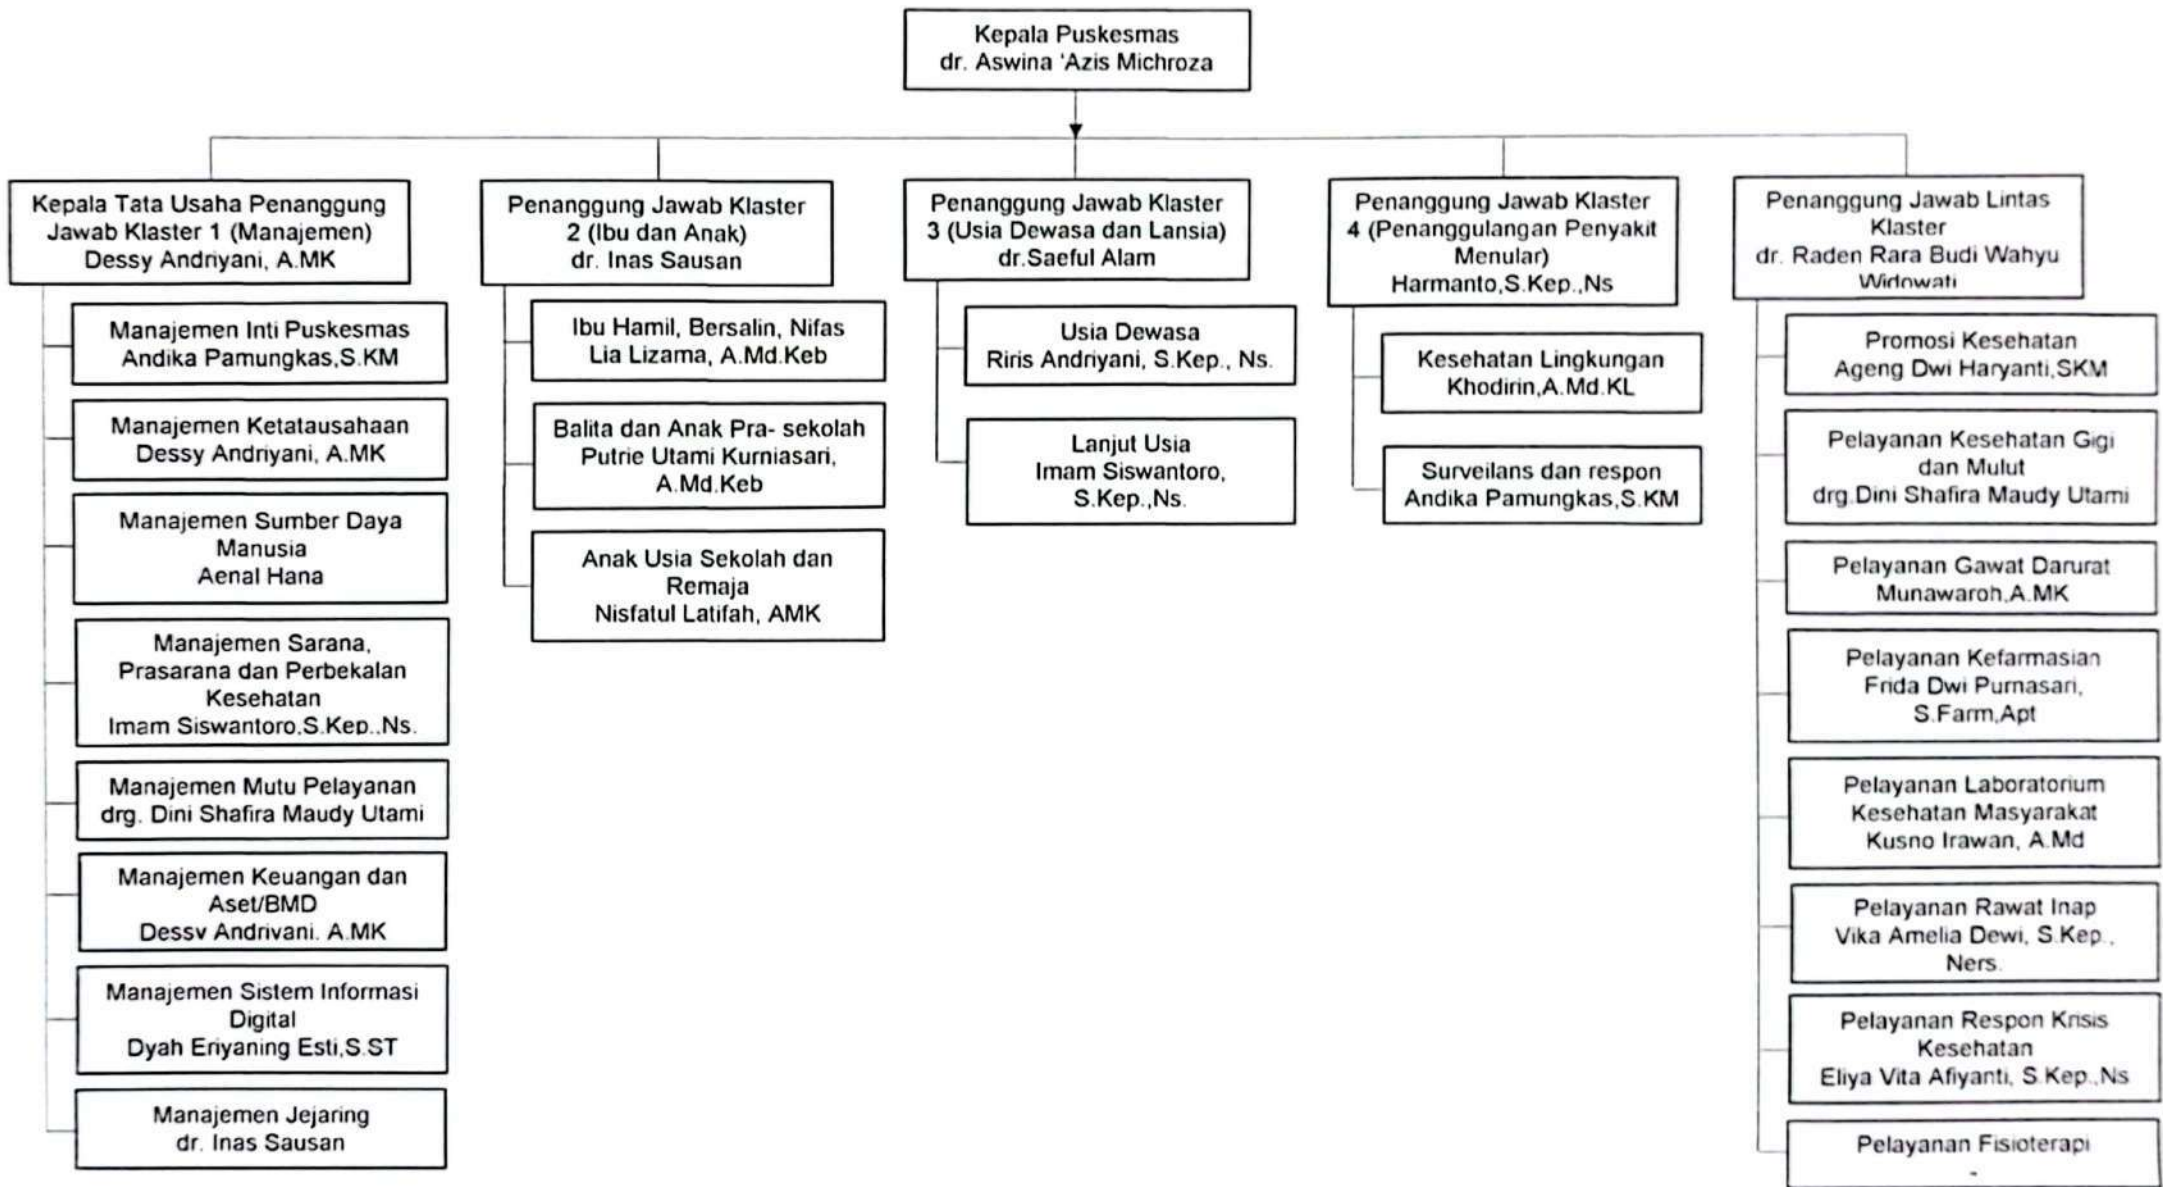 Kepala Puskesmas
dr. Aswina 'Azis Michroza
Kepala Tata Usaha Penanggung
Jawab Klaster 1 (Manajemen)
Dessy Andriyani, A.MK
Manajemen Inti Puskesmas
Andika Pamungkas,S.KM
Manajemen Ketatausahaan
Dessy Andriyani, A.MK
Manajemen Sumber Daya
Manusia
Aenal Hana
Manajemen Sarana,
Prasarana dan Perbekalan
Kesehatan
Imam Siswantoro,S.Kep.,Ns.
Manajemen Mutu Pelayanan
drg. Dini Shafira Maudy Utami
Manajemen Keuangan dan
Aset/BMD
Dessy Andriyani. A.MK
Manajemen Sistem Informasi
Digital
Dyah Eriyaning Esti,S.ST
Manajemen Jejaring
dr. Inas Sausan
Penanggung Jawab Klaster
2 (Ibu dan Anak)
dr. Inas Sausan
Ibu Hamil, Bersalin, Nifas
Lia Lizama, A.Md.Keb
Balita dan Anak Pra- sekolah
Putrie Utami Kurniasari,
A.Md.Keb
Anak Usia Sekolah dan
Remaja
Nisfatul Latifah, AMK
Penanggung Jawab Klaster
3 (Usia Dewasa dan Lansia)
dr.Saeful Alam
Usia Dewasa
Riris Andriyani, S.Kep., Ns.
Lanjut Usia
Imam Siswantoro,
S.Kep.,Ns.
Penanggung Jawab Klaster
4 (Penanggulangan Penyakit
Menular)
Harmanto,S.Kep.,Ns
Kesehatan Lingkungan
Khodirin,A.Md.KL
Surveilans dan respon
Andika Pamungkas,S.KM
Penanggung Jawab Lintas
Klaster
dr. Raden Rara Budi Wahyu
Widowati
Promosi Kesehatan
Ageng Dwi Haryanti,SKM
Pelayanan Kesehatan Gigi
dan Mulut
drg.Dini Shafira Maudy Utami
Pelayanan Gawat Darurat
Munawaroh,A.MK
Pelayanan Kefarmasian
Frida Dwi Purnasari,
S.Farm,Apt
Pelayanan Laboratorium
Kesehatan Masyarakat
Kusno Irawan, A.Md
Pelayanan Rawat Inap
Vika Amelia Dewi, S.Kep.,
Ners.
Pelayanan Respon Krisis
Kesehatan
Eliya Vita Afiyanti, S.Kep.,Ns
Pelayanan Fisioterapi
-